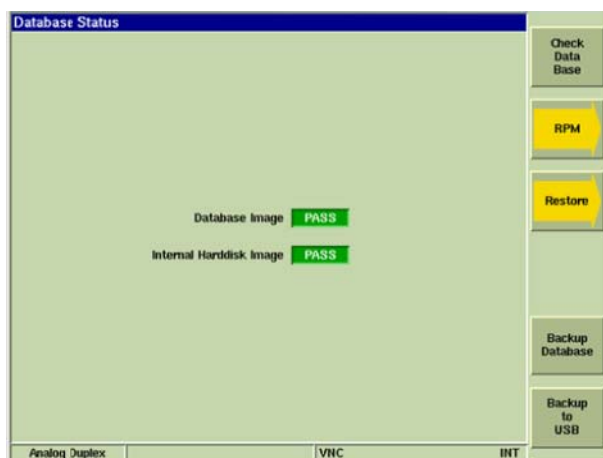 Database Status
Check
Data
Base
RPM
Restore
Database Image PASS
Internal Harddisk Image PASS
Backup
Database
Backup
to
USB
Analog Duplex VNC INT